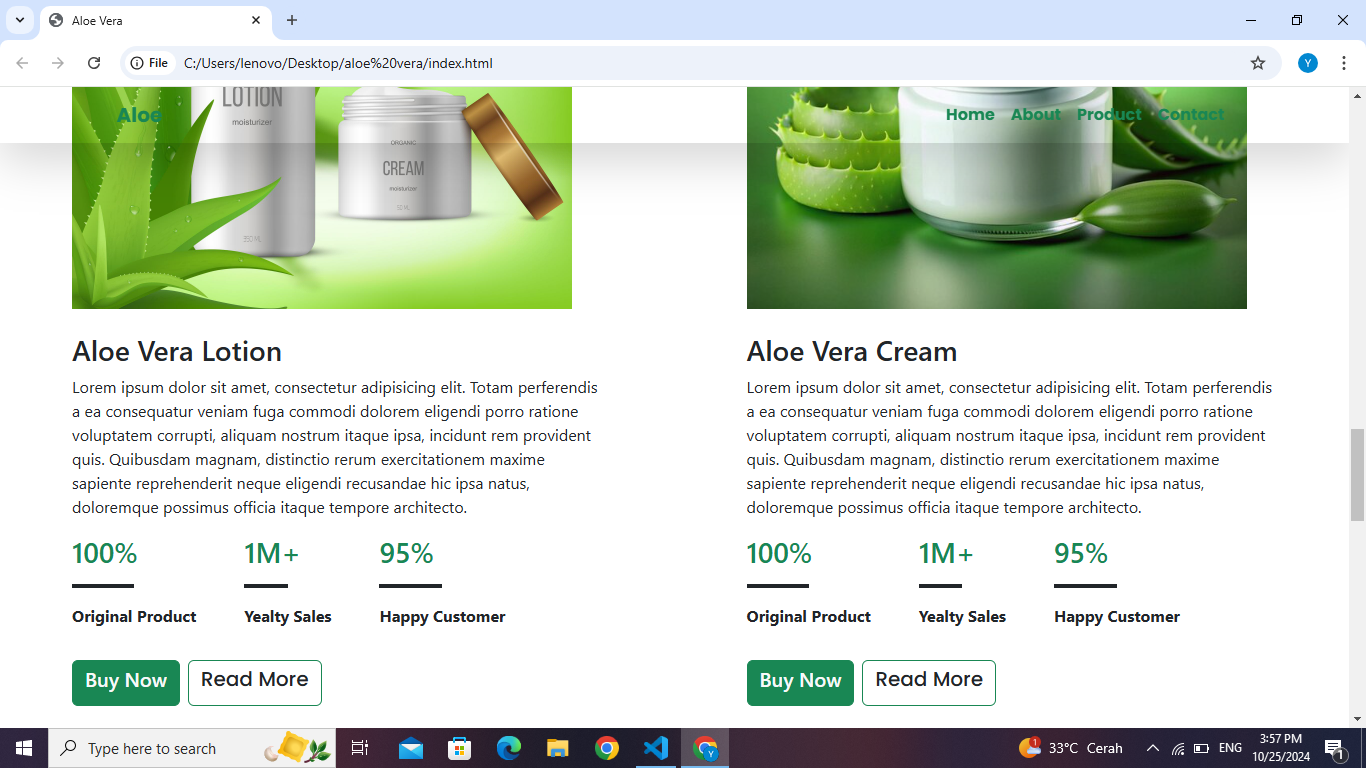 Aloe Vera
File C:/Users/lenovo/Desktop/aloe%20vera/index.html
Y
Aloe
Home About Product Contact
LOTION
moisturizer
50 ML
ORGANIC
CREAM
moisturizer
50 ML
Aloe Vera Lotion
Lorem ipsum dolor sit amet, consectetur adipisicing elit. Totam perferendis
a ea consequatur veniam fuga commodi dolorem eligendi porro ratione
voluptatem corrupti, aliquam nostrum itaque ipsa, incidunt rem provident
quis. Quibusdam magnam, distinctio rerum exercitationem maxime
sapiente reprehenderit neque eligendi recusandae hic ipsa natus,
doloremque possimus officia itaque tempore architecto.
100% 1M+ 95%
Original Product Yealty Sales Happy Customer
Buy Now Read More
Aloe Vera Cream
Lorem ipsum dolor sit amet, consectetur adipisicing elit. Totam perferendis
a ea consequatur veniam fuga commodi dolorem eligendi porro ratione
voluptatem corrupti, aliquam nostrum itaque ipsa, incidunt rem provident
quis. Quibusdam magnam, distinctio rerum exercitationem maxime
sapiente reprehenderit neque eligendi recusandae hic ipsa natus,
doloremque possimus officia itaque tempore architecto.
100% 1M+ 95%
Original Product Yealty Sales Happy Customer
Buy Now Read More
Type here to search
Y
1
33°C Cerah
ENG
3:57 PM
10/25/2024
1